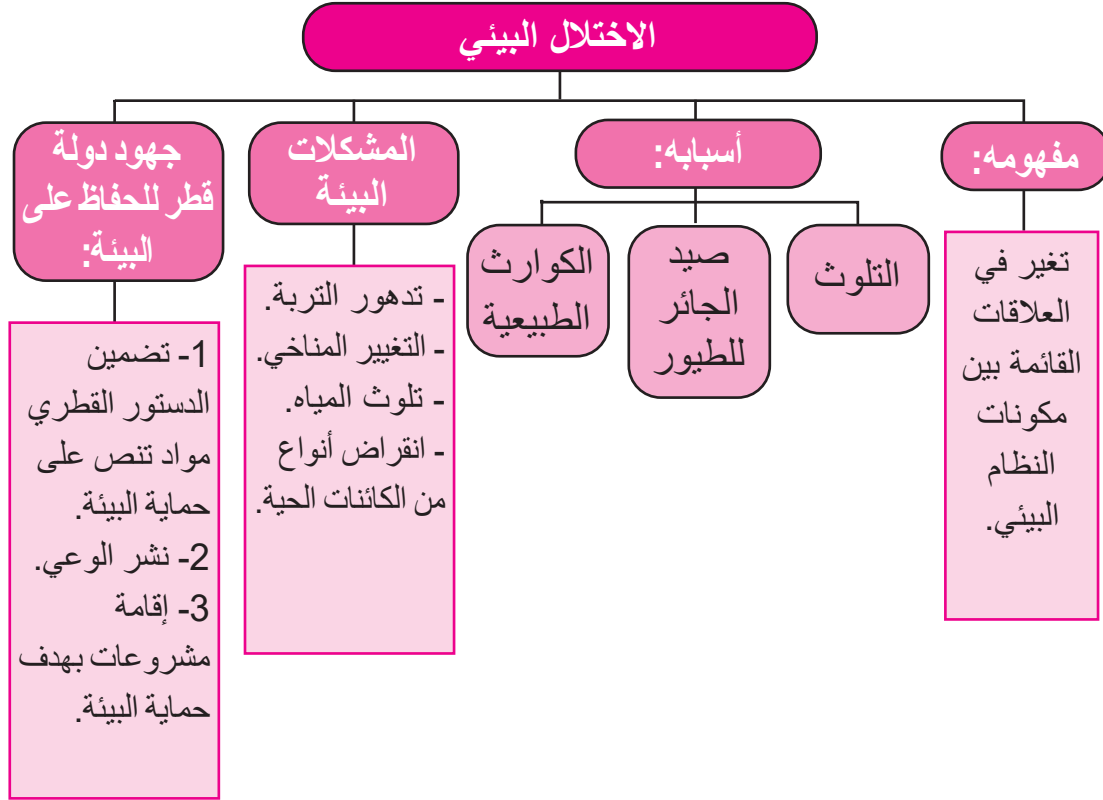 الاختلال البيئي
مفهومه:
تغير في
العلاقات
القائمة بين
مكونات
النظام
البيئي.
أسبابه:
التلوث
صيد
الجائر
للطيور
الكوارث
الطبيعية
المشكلات
البيئة
- تدهور التربة.
- التغيير المناخي.
- تلوث المياه.
- انقراض أنواع
من الكائنات الحية.
جهود دولة
قطر للحفاظ على
البيئة:
1- تضمين
الدستور القطري
مواد تنص على
حماية البيئة.
2- نشر الوعي.
3- إقامة
مشروعات بهدف
حماية البيئة.